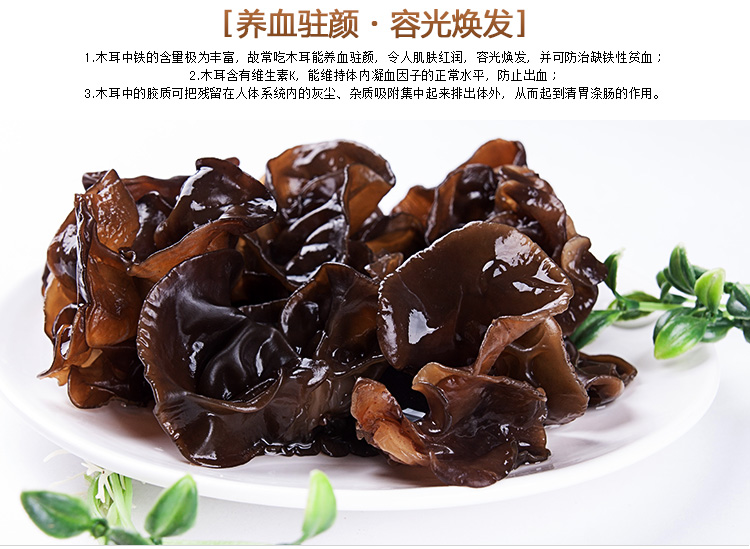 [养血驻颜·容光焕发]
1.木耳中铁的含量极为丰富，故常吃木耳能养血驻颜，令人肌肤红润，容光焕发，并可防治缺铁性贫血；
2.木耳含有维生素K，能维持体内凝血因子的正常水平，防止出血；
3.木耳中的胶质可把残留在人体系统内的灰尘、杂质吸附集中起来排出体外，从而起到清胃涤肠的作用。